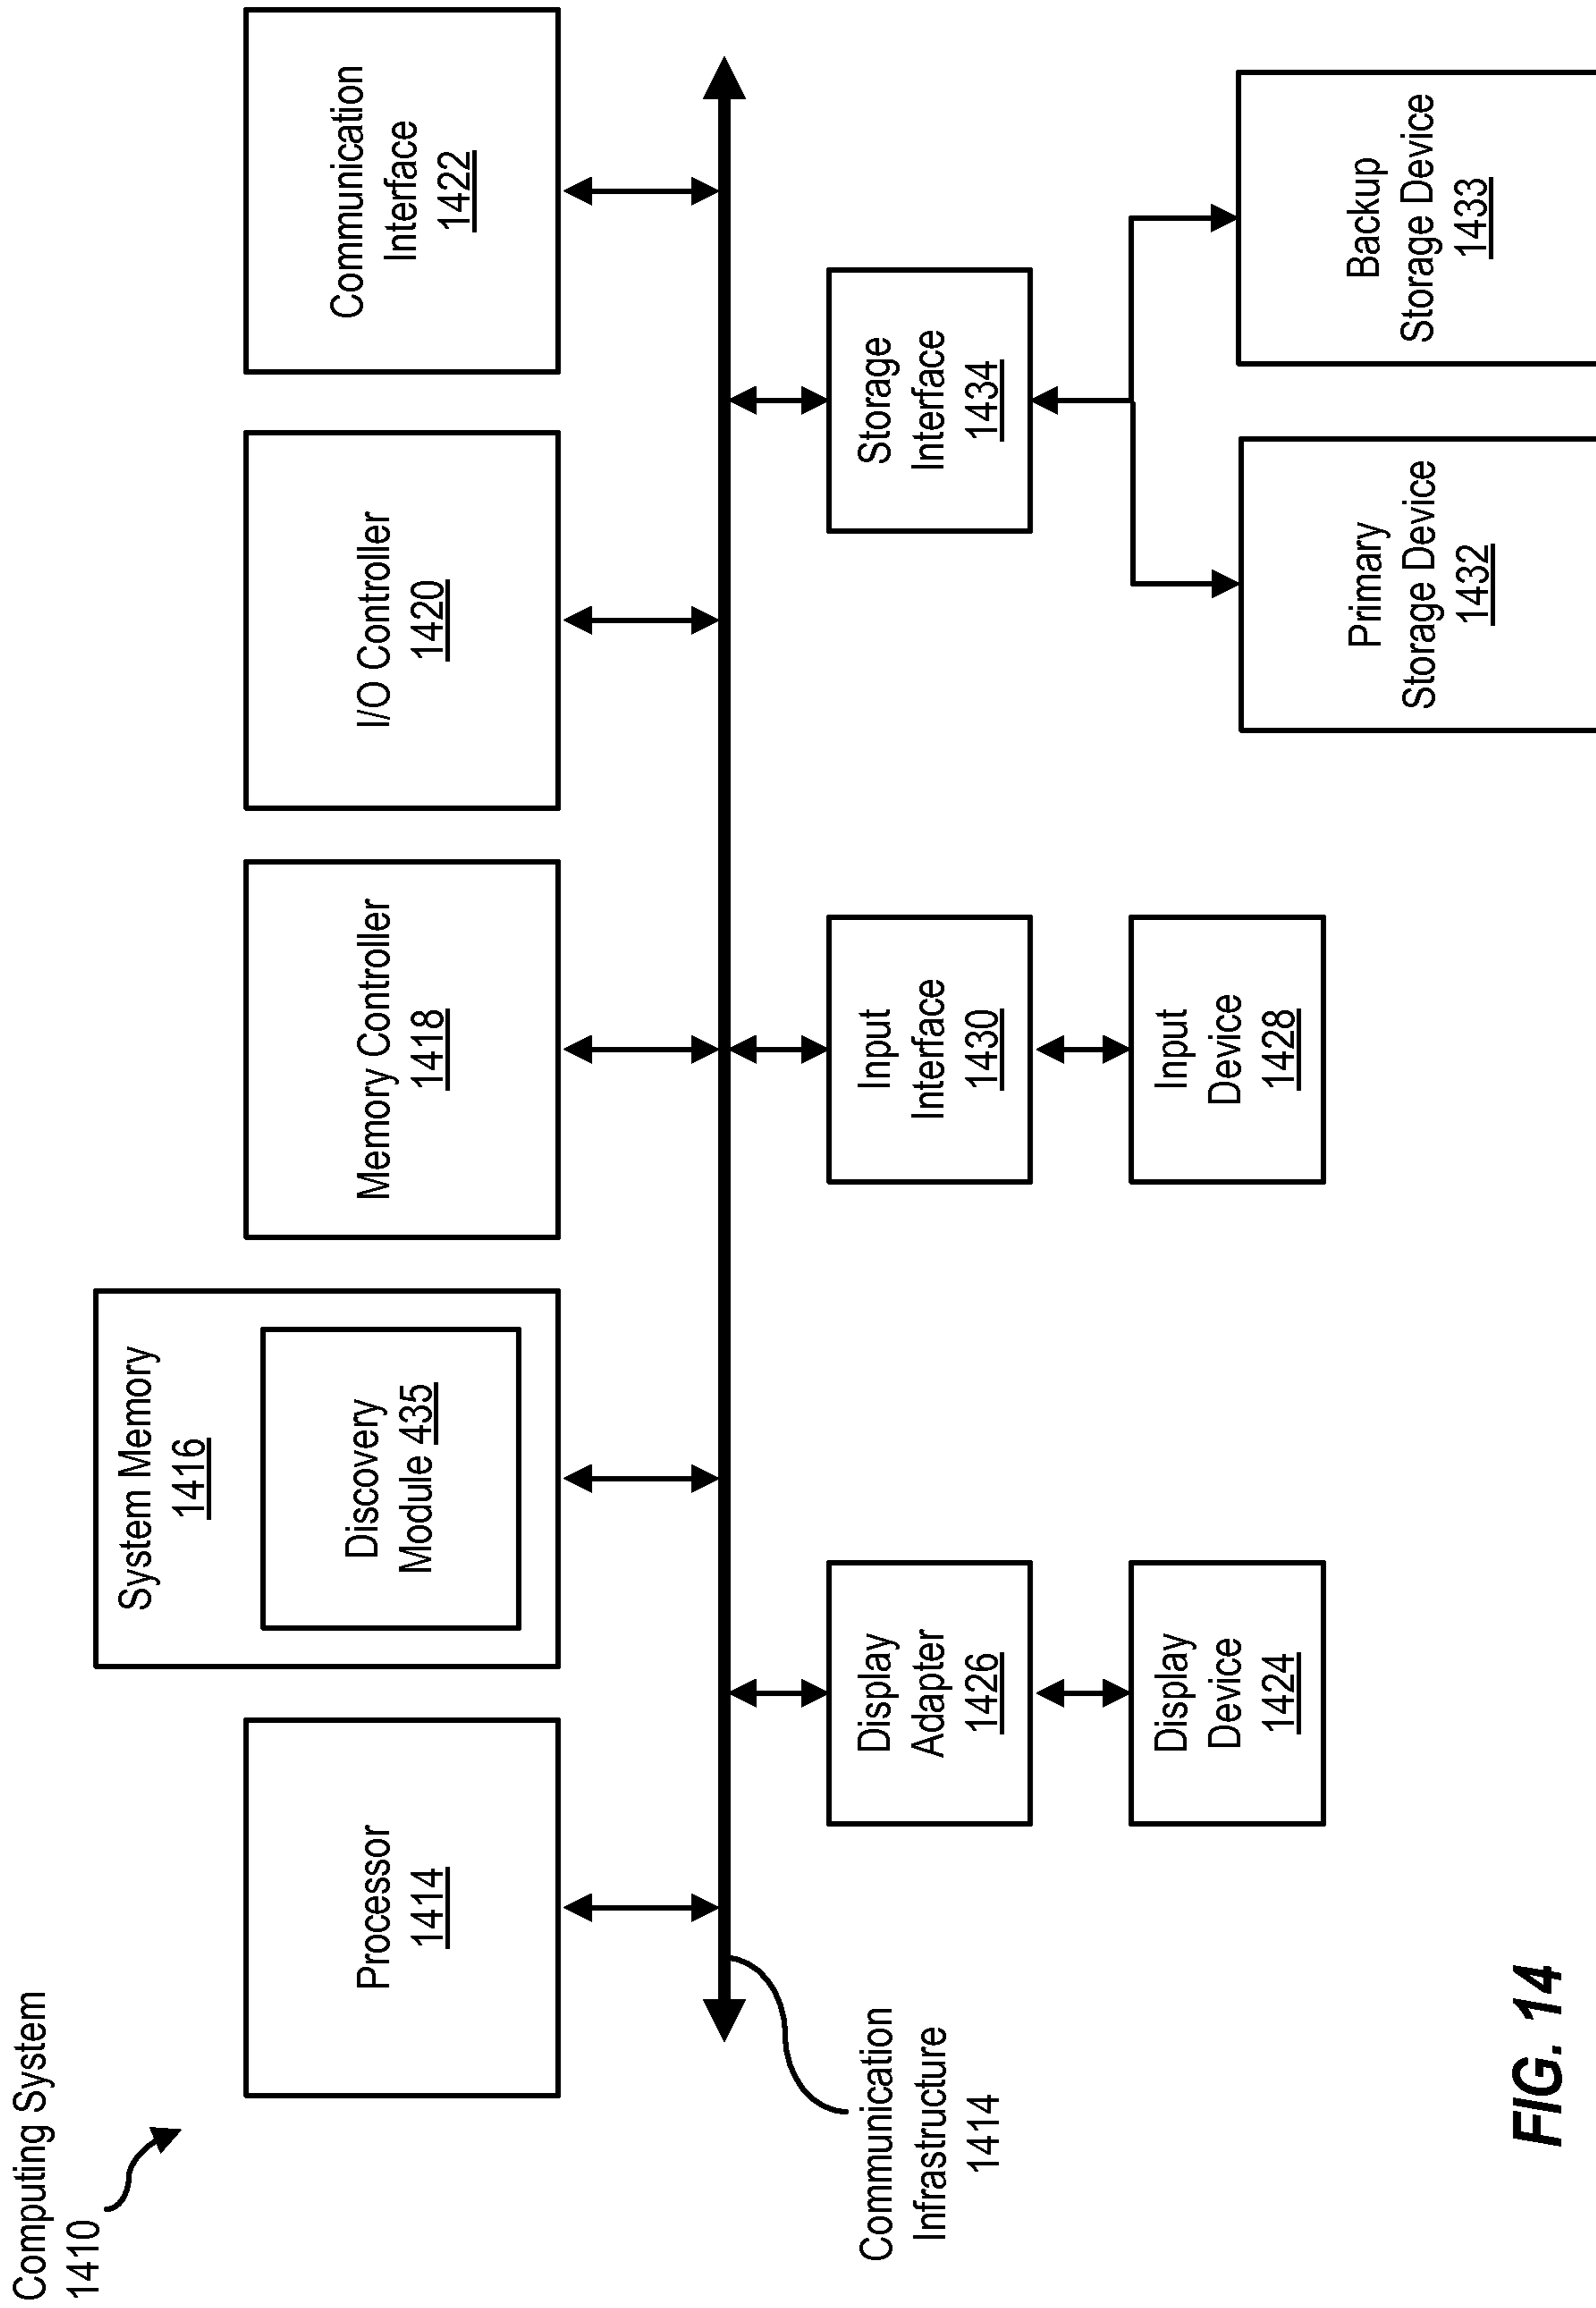 Computing System
1410
Processor
1414
System Memory
1416
Discovery
Module 435
Memory Controller
1418
I/O Controller
1420
Communication
Interface
1422
Communication
Infrastructure
1414
Display
Adapter
1426
Input
Interface
1430
Storage
Interface
1434
Display
Device
1424
Input
Device
1428
Primary
Storage Device
1432
Backup
Storage Device
1433
FIG. 14